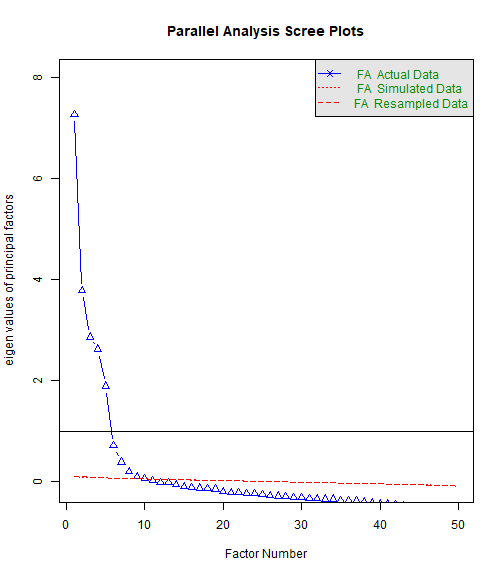 Parallel Analysis Scree Plots
eigen values of principal factors
8
6
4
2
0
FA Actual Data
FA Simulated Data
FA Resampled Data
0 10 20 30 40 50
Factor Number